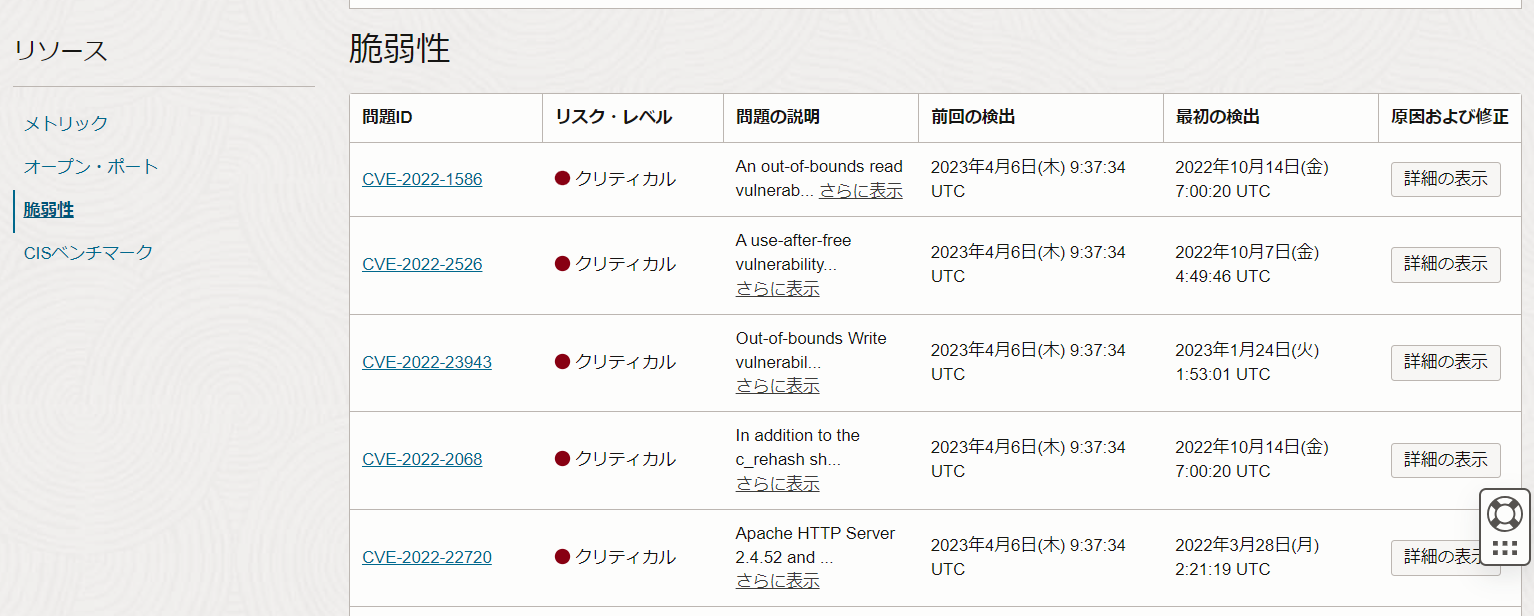 リソース
メトリック
オープン・ポート
脆弱性
CISベンチマーク
脆弱性
問題ID リスク・レベル 問題の説明 前回の検出 最初の検出 原因および修正
CVE-2022-1586 クリティカル An out-of-bounds read vulnerab... さらに表示 2023年4月6日(木) 9:37:34 UTC 2022年10月14日(金) 7:00:20 UTC 詳細の表示
CVE-2022-2526 クリティカル A use-after-free vulnerability... さらに表示 2023年4月6日(木) 9:37:34 UTC 2022年10月7日(金) 4:49:46 UTC 詳細の表示
CVE-2022-23943 クリティカル Out-of-bounds Write vulnerabil... さらに表示 2023年4月6日(木) 9:37:34 UTC 2023年1月24日(火) 1:53:01 UTC 詳細の表示
CVE-2022-2068 クリティカル In addition to the c_rehash sh... さらに表示 2023年4月6日(木) 9:37:34 UTC 2022年10月14日(金) 7:00:20 UTC 詳細の表示
CVE-2022-22720 クリティカル Apache HTTP Server 2.4.52 and ... さらに表示 2023年4月6日(木) 9:37:34 UTC 2022年3月28日(月) 2:21:19 UTC 詳細の表示